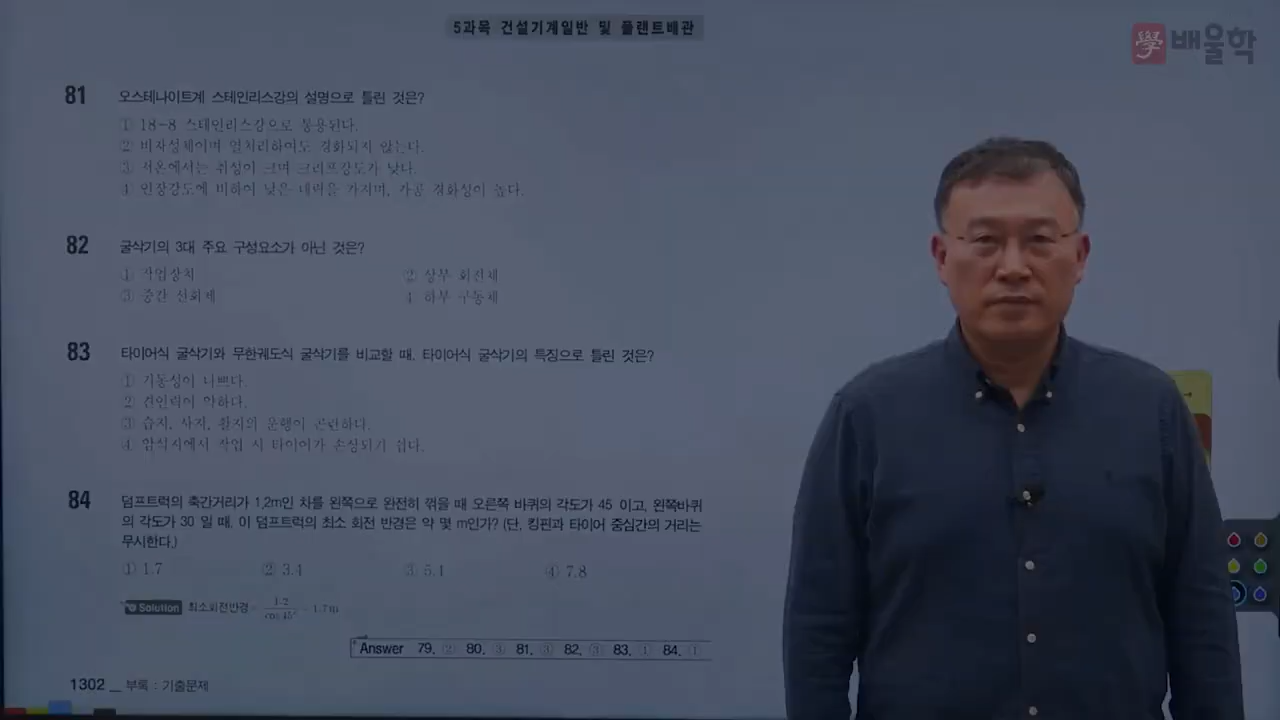 5과목 건설기계일반 및 플랜트배관
學 배울학
81 오스테나이트계 스테인리스강의 설명으로 틀린 것은?
① 18-8 스테인리스강으로 통용된다.
② 비자성체이며 열처리하여도 경화되지 않는다.
③ 저온에서는 취성이 크며 크리프강도가 낮다.
④ 인장강도에 비하여 낮은 내력을 가지며, 가공 경화성이 높다.
82 굴삭기의 3대 주요 구성요소가 아닌 것은?
① 작업장치 ② 상부 회전체
③ 중간 선회체 ④ 하부 구동체
83 타이어식 굴삭기와 무한궤도식 굴삭기를 비교할 때, 타이어식 굴삭기의 특징으로 틀린 것은?
① 기동성이 나쁘다.
② 견인력이 약하다.
③ 습지, 사지, 활지의 운행이 곤란하다.
④ 암석지에서 작업 시 타이어가 손상되기 쉽다.
84 덤프트럭의 축간거리가 1.2m인 차를 왼쪽으로 완전히 꺾을 때 오른쪽 바퀴의 각도가 45 이고, 왼쪽바퀴
의 각도가 30 일 때, 이 덤프트럭의 최소 회전 반경은 약 몇 m인가? (단, 킹핀과 타이어 중심간의 거리는
무시한다.)
① 1.7 ② 3.4 ③ 5.1 ④ 7.8
Solution 최소회전반경 =
Answer 79. ② 80. ③ 81. 82. ③ 83. ① 84. ①
1302 _ 부록 : 기출문제